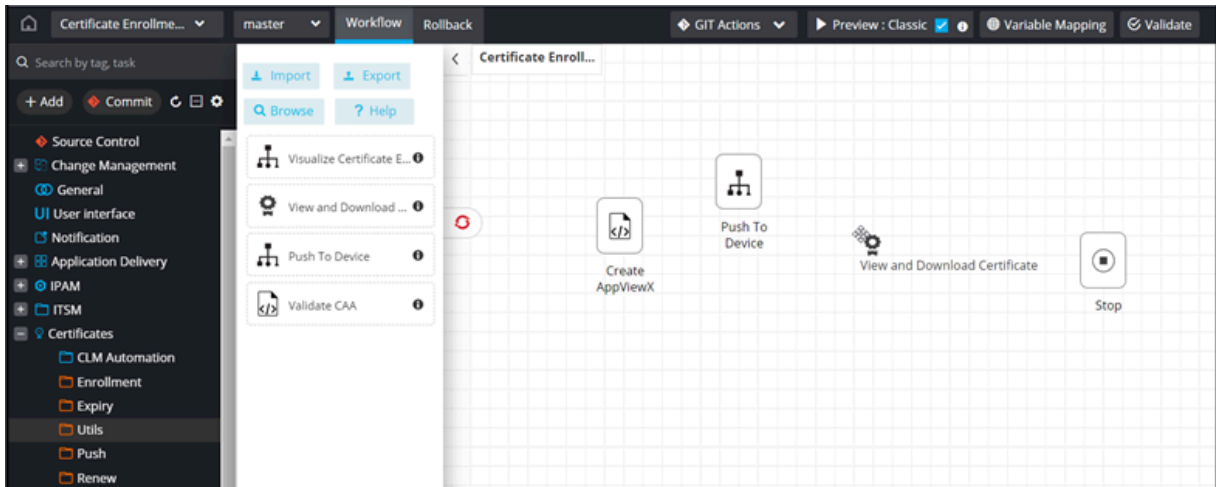 Certificate Enrollme...
master
Workflow
Rollback
GIT Actions
Preview : Classic
Variable Mapping
Validate
Search by tag, task
+ Add
Commit
Source Control
Change Management
General
UI User interface
Notification
Application Delivery
IPAM
ITSM
Certificates
CLM Automation
Enrollment
Expiry
Utils
Push
Renew
Import
Export
Browse
? Help
Visualize Certificate E...
View and Download ...
Push To Device
Validate CAA
Certificate Enroll...
Create
AppViewX
Push To
Device
View and Download Certificate
Stop